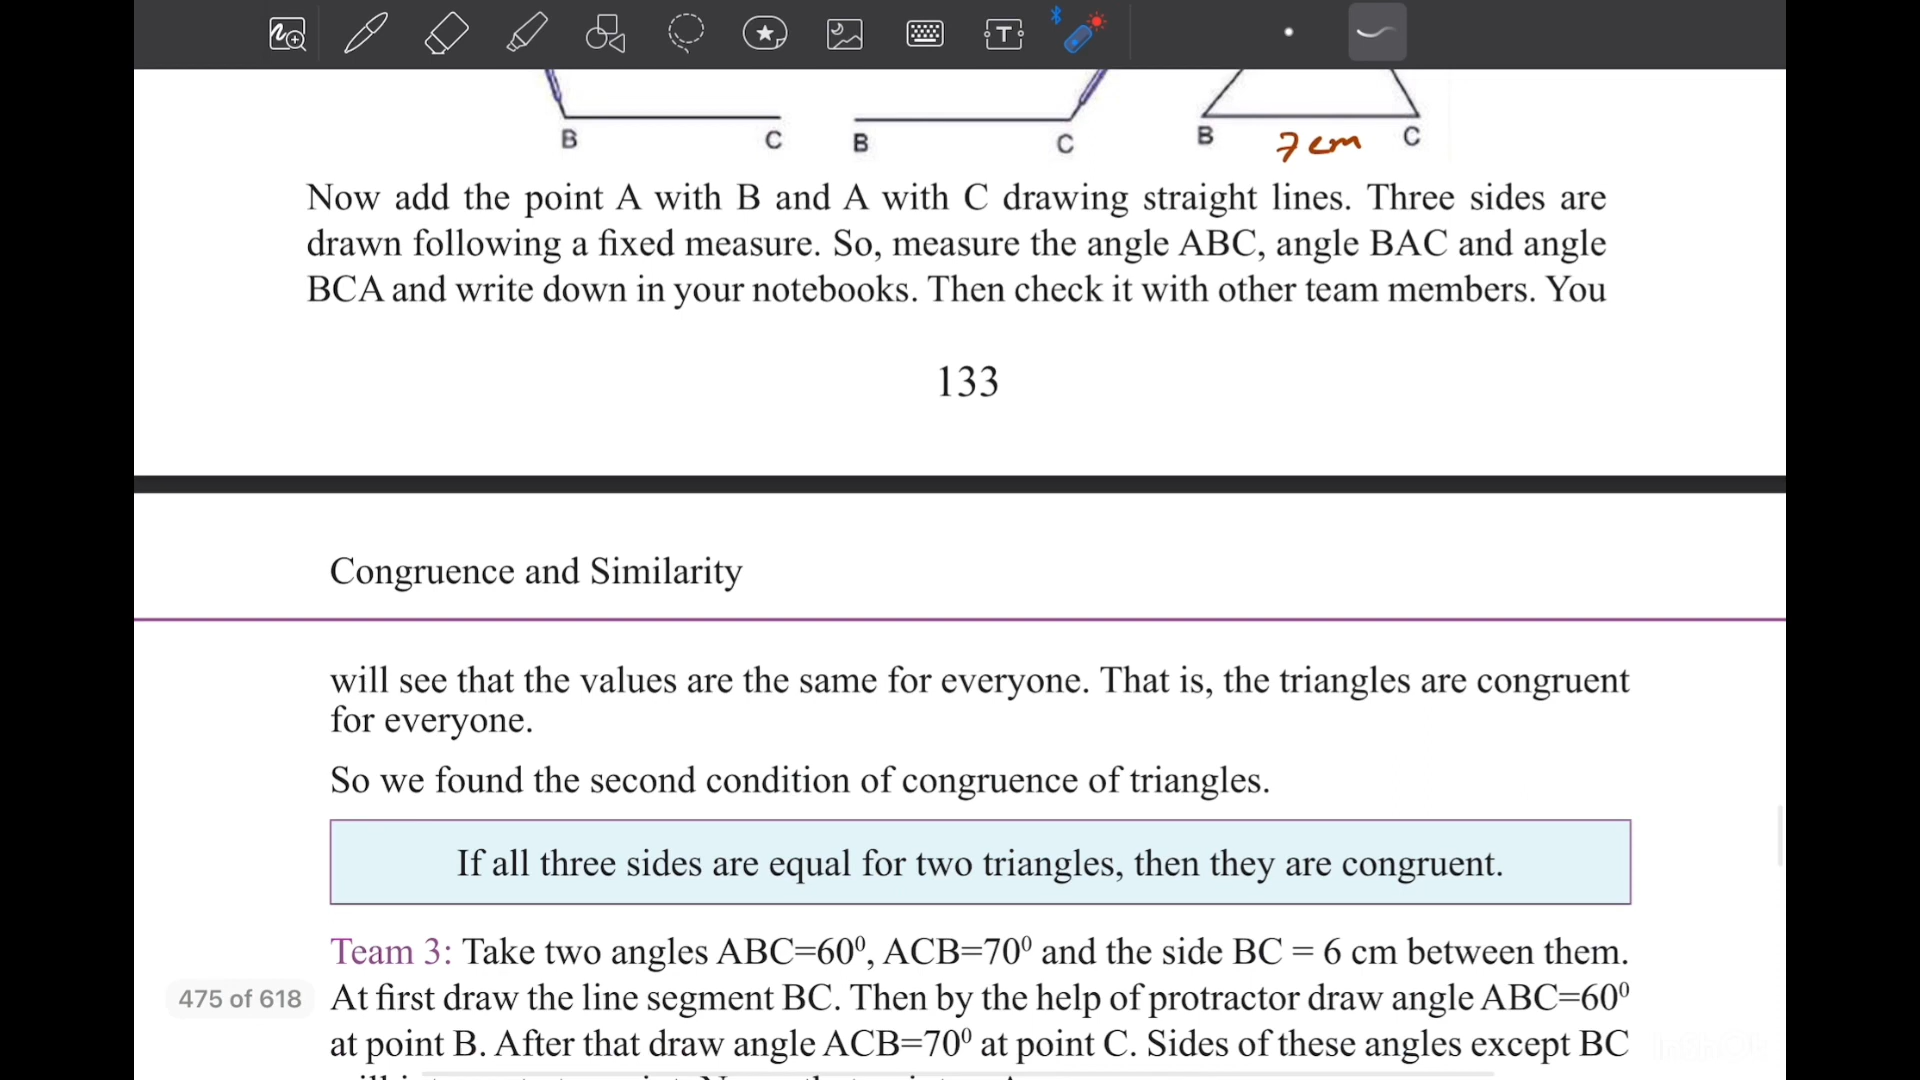 B C B C B 7 cm C
Now add the point A with B and A with C drawing straight lines. Three sides are
drawn following a fixed measure. So, measure the angle ABC, angle BAC and angle
BCA and write down in your notebooks. Then check it with other team members. You
133
Congruence and Similarity
will see that the values are the same for everyone. That is, the triangles are congruent
for everyone.
So we found the second condition of congruence of triangles.
If all three sides are equal for two triangles, then they are congruent.
Team 3: Take two angles ABC=60⁰, ACB=70⁰ and the side BC = 6 cm between them.
475 of 618
At first draw the line segment BC. Then by the help of protractor draw angle ABC=60⁰
at point B. After that draw angle ACB=70⁰ at point C. Sides of these angles except BC